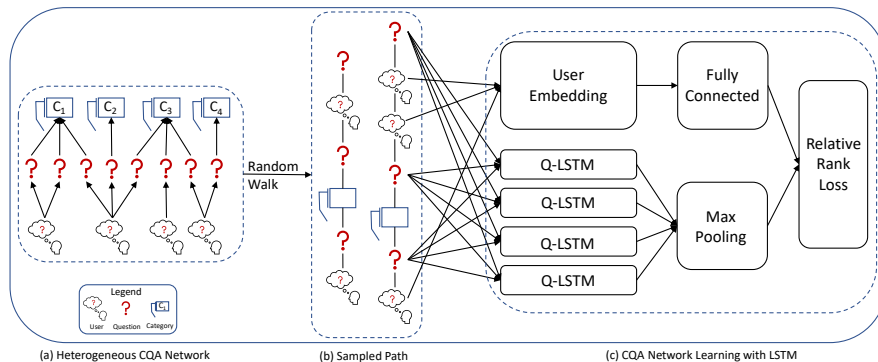 C1
C2
C3
C4
? ? ? ? ? ? ? ?
? ? ? ?
Random
Walk
?
?
?
?
?
?
?
?
?
?
?
User
Embedding
Fully
Connected
Q-LSTM
Q-LSTM
Q-LSTM
Q-LSTM
Max
Pooling
Relative
Rank
Loss
Legend
? ? C1
User Question Category
(a) Heterogeneous CQA Network
(b) Sampled Path
(c) CQA Network Learning with LSTM